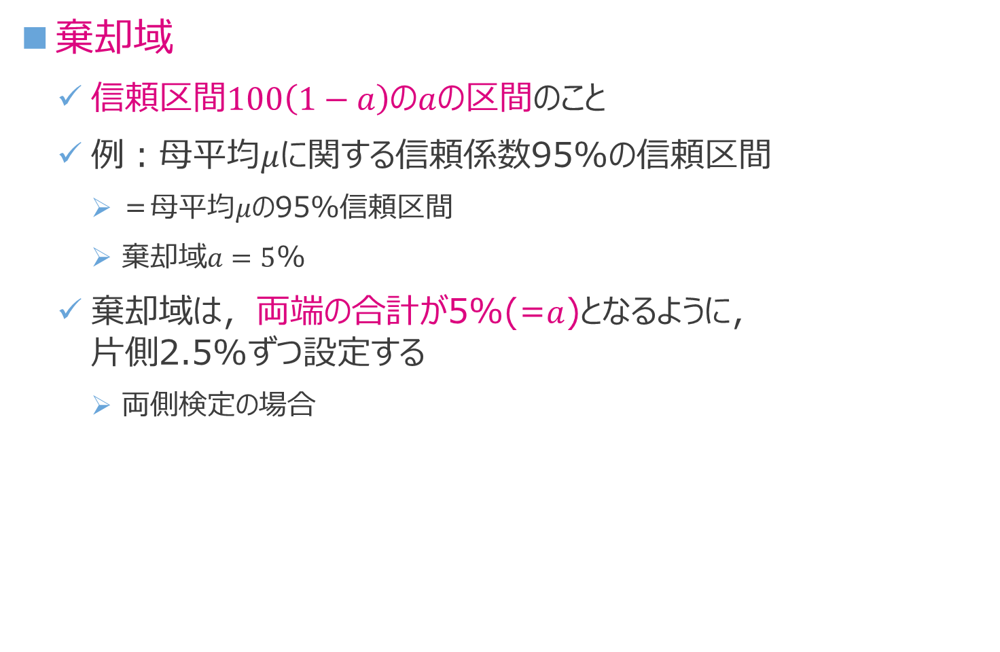 棄却域
信頼区間100(1 − a)のaの区間のこと
例：母平均μに関する信頼係数95%の信頼区間
＝母平均μの95%信頼区間
棄却域a = 5%
棄却域は，両端の合計が5%(=a)となるように，
片側2.5%ずつ設定する
両側検定の場合